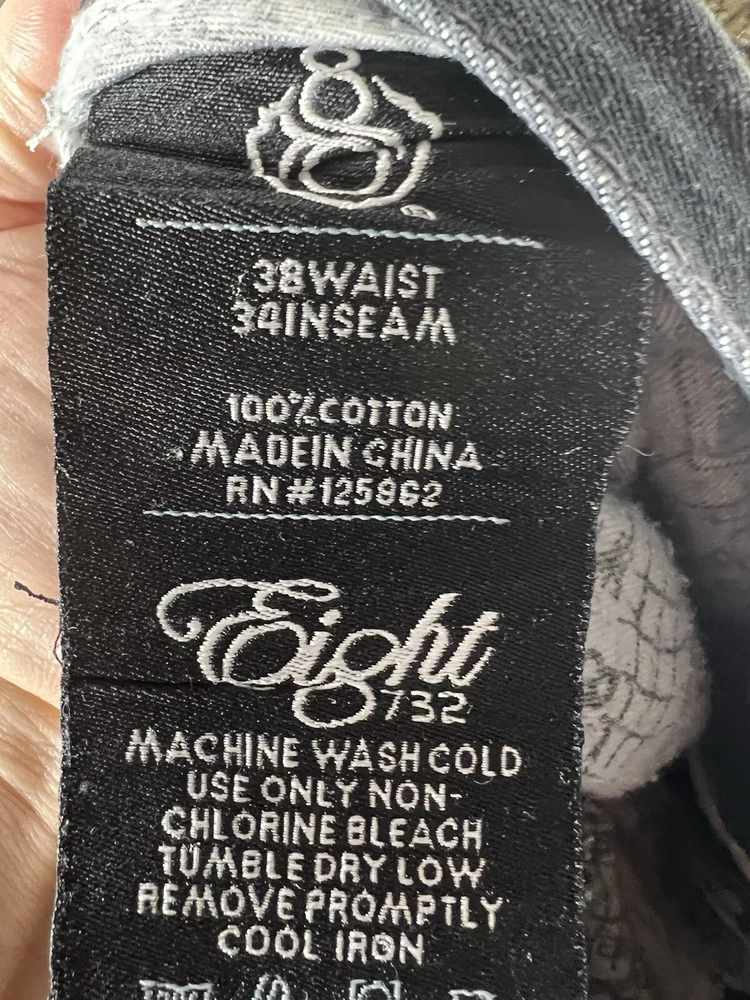 8
38WAIST
34INSEAM
100%COTTON
MADEIN CHINA
RN #125962
Eight
732
MACHINE WASH COLD
USE ONLY NON-
CHLORINE BLEACH
TUMBLE DRY LOW
REMOVE PROMPTLY
COOL IRON